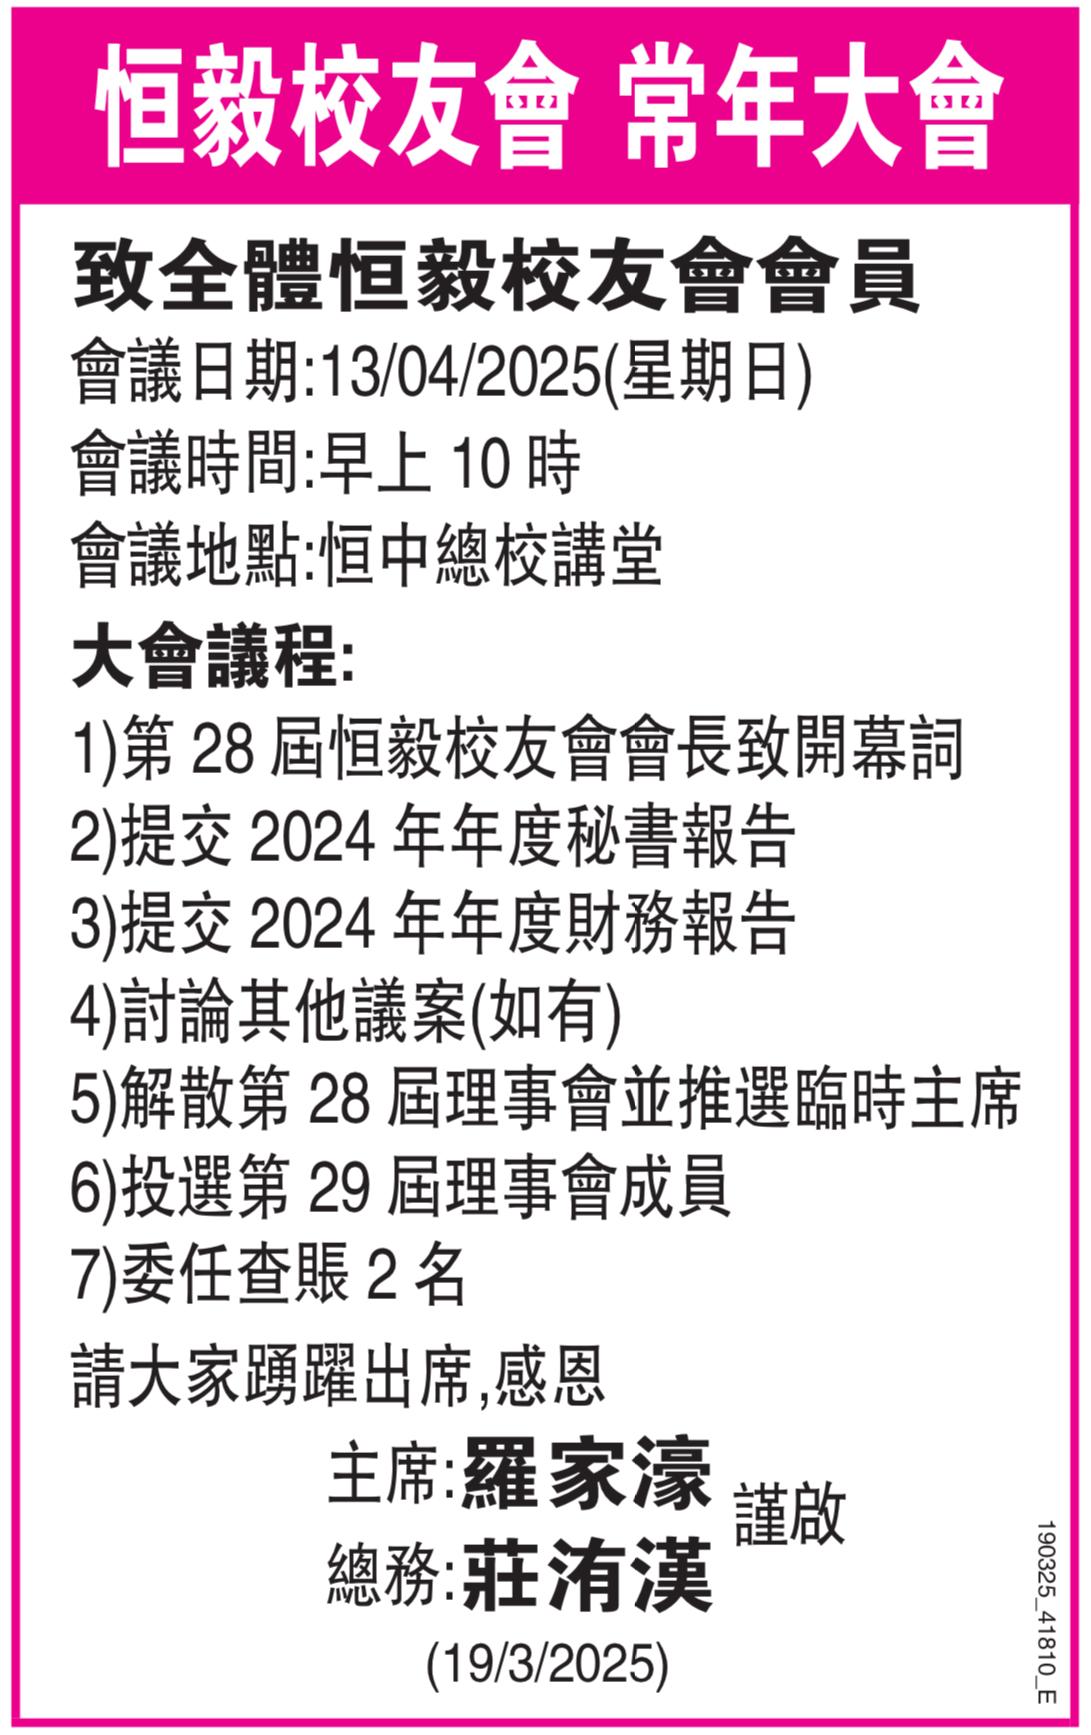 恒毅校友會 常年大會
致全體恒毅校友會會員
會議日期:13/04/2025(星期日)
會議時間:早上 10 時
會議地點:恒中總校講堂
大會議程:
1)第 28 屆恒毅校友會會長致開幕詞
2)提交 2024 年年度秘書報告
3)提交 2024 年年度財務報告
4)討論其他議案(如有)
5)解散第 28 屆理事會並推選臨時主席
6)投選第 29 屆理事會成員
7)委任查賬 2 名
請大家踴躍出席,感恩
主席:羅家濠
總務:莊洧漢
謹啟
(19/3/2025)
190325_41810_E